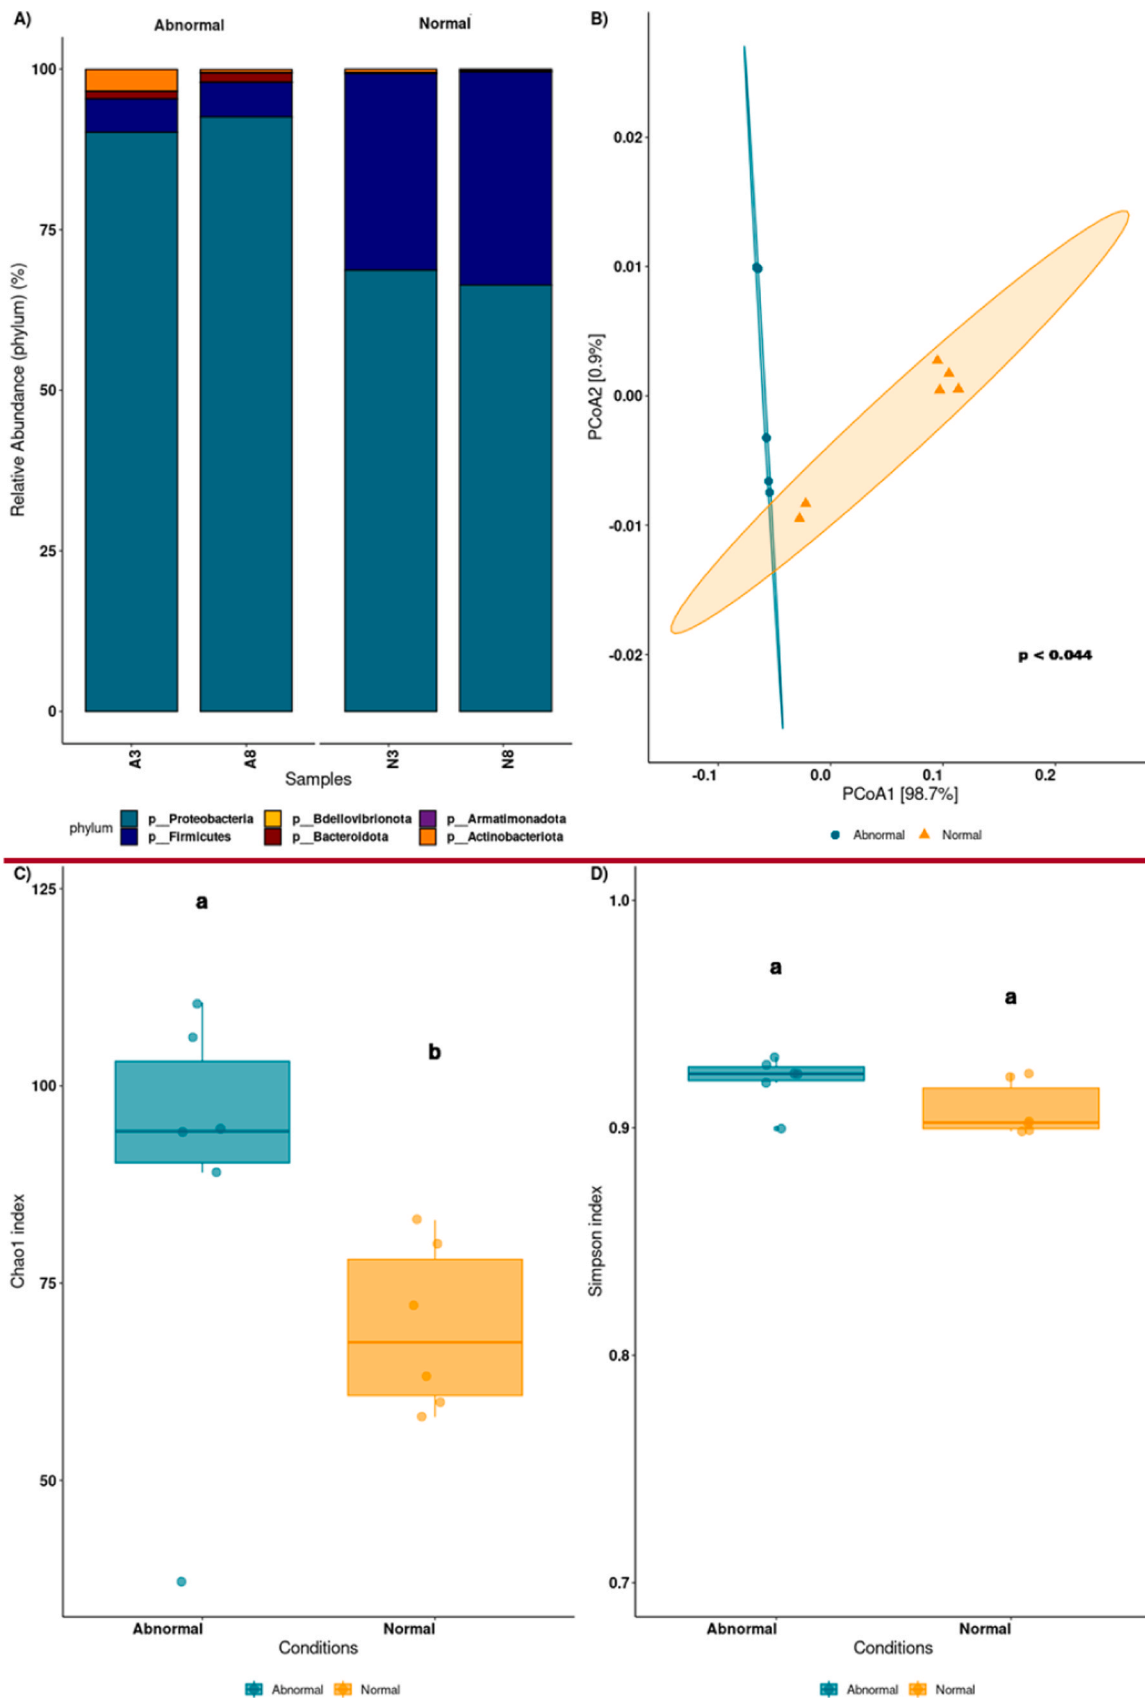 A)
Abnormal
Normal
100
75
50
25
0
Relative Abundance (phylum) (%)
A3
A8
N3
N8
Samples
phylum
p__Proteobacteria
p__Bdellovibrionota
p__Armatimonadota
p__Firmicutes
p__Bacteroidota
p__Actinobacteriota
B)
0.02
0.01
0.00
-0.01
-0.02
PCoA2 [0.9%]
p < 0.044
-0.1
0.0
0.1
0.2
PCoA1 [98.7%]
Abnormal
Normal
C)
125
100
75
50
Chao1 index
a
b
Abnormal
Normal
Conditions
Abnormal
Normal
D)
1.0
0.9
0.8
0.7
Simpson index
a
a
Abnormal
Normal
Conditions
Abnormal
Normal